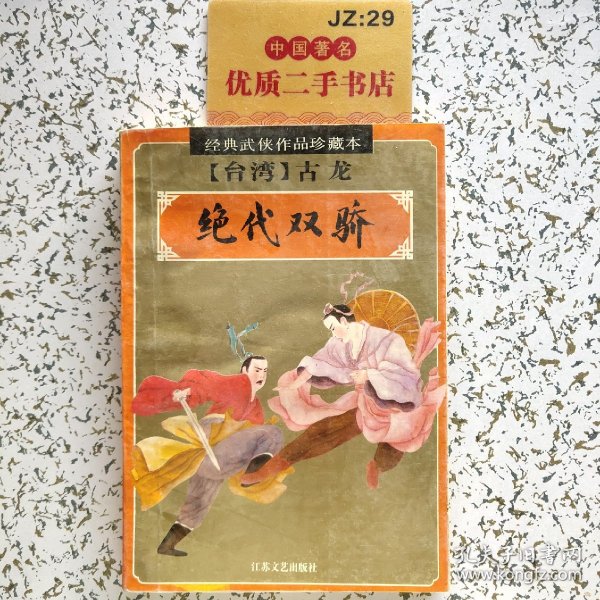 JZ:29
中国著名
优质二手书店
经典武侠作品珍藏本
【台湾】古龙
绝代双骄
江苏文艺出版社
孔夫子旧书网
www.kongfz.com